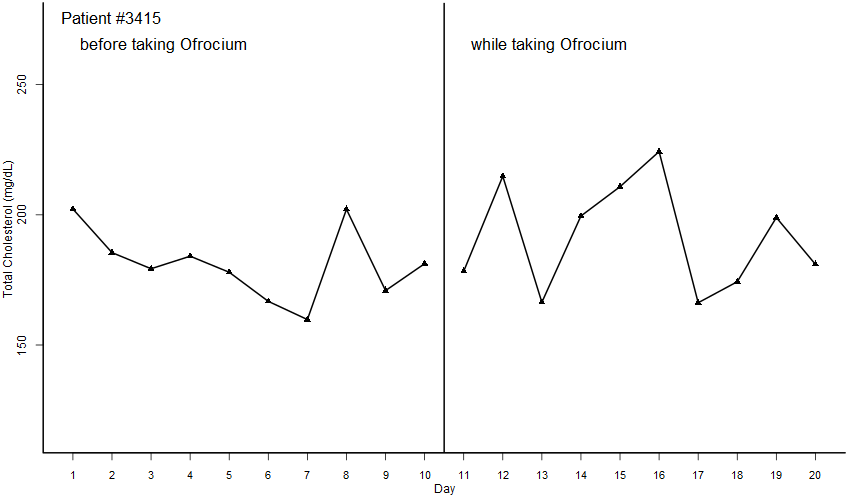 Patient #3415
before taking Ofrocium
while taking Ofrocium
Total Cholesterol (mg/dL)
250
200
150
1 2 3 4 5 6 7 8 9 10 11 12 13 14 15 16 17 18 19 20
Day